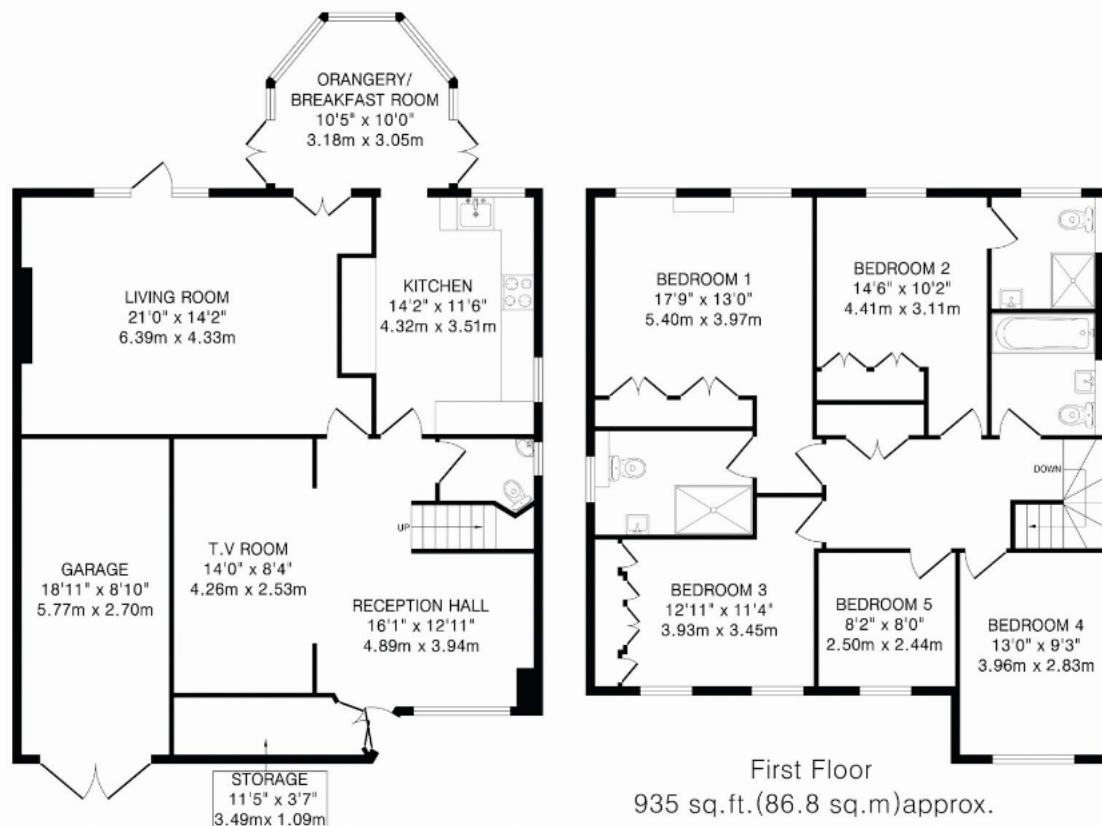 ORANGERY/
BREAKFAST ROOM
10'5" x 10'0"
3.18m x 3.05m
LIVING ROOM
21'0" x 14'2"
6.39m x 4.33m
KITCHEN
14'2" x 11'6"
4.32m x 3.51m
GARAGE
18'11" x 8'10"
5.77m x 2.70m
T.V ROOM
14'0" x 8'4"
4.26m x 2.53m
UP
RECEPTION HALL
16'1" x 12'11"
4.89m x 3.94m
STORAGE
11'5" x 3'7"
3.49mx 1.09m
BEDROOM 1
17'9" x 13'0"
5.40m x 3.97m
BEDROOM 2
14'6" x 10'2"
4.41m x 3.11m
DOWN
BEDROOM 3
12'11" x 11'4"
3.93m x 3.45m
BEDROOM 5
8'2" x 8'0"
2.50m x 2.44m
BEDROOM 4
13'0" x 9'3"
3.96m x 2.83m
First Floor
935 sq.ft.(86.8 sq.m)approx.